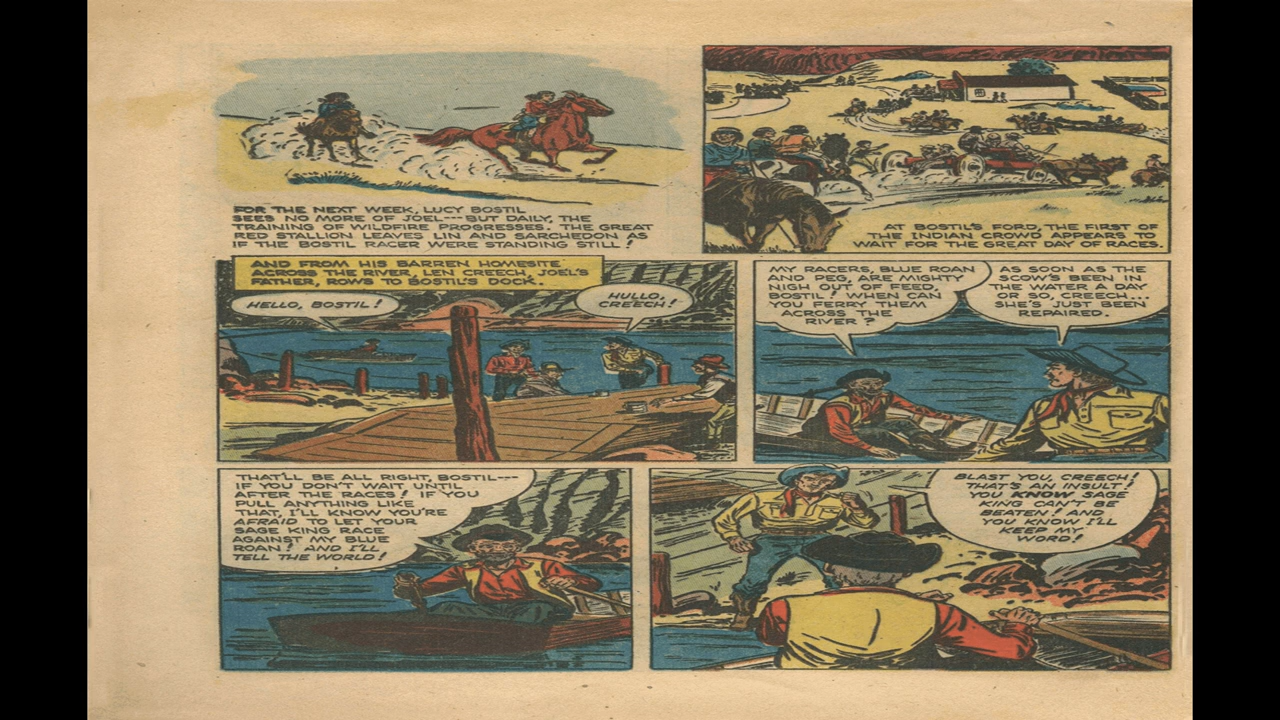 FOR THE NEXT WEEK, LUCY BOSTIL
SEES NO MORE OF JOEL--- BUT DAILY, THE
TRAINING OF WILDFIRE PROGRESSES. THE GREAT
RED STALLION LEAVES LIN AND SARCHEDON AS
IF THE BOSTIL RACER WERE STANDING STILL!
AT BOSTIL'S FORD, THE FIRST OF
THE INDIAN CROWD APPEARS TO
WAIT FOR THE GREAT DAY OF RACES.
AND FROM HIS BARREN HOMESITE
ACROSS THE RIVER, LEN CREECH, JOEL'S
FATHER, ROWS TO BOSTIL'S DOCK.
HELLO, BOSTIL!
HULLO,
CREECH!
MY RACERS, BLUE ROAN
AND PEG, ARE MIGHTY
NIGH OUT OF FEED,
BOSTIL! WHEN CAN
YOU FERRY THEM
ACROSS THE
RIVER?
AS SOON AS THE
SCOW'S BEEN IN
THE WATER A DAY
OR SO, CREECH...
SHE'S JUST BEEN
REPAIRED.
THAT'LL BE ALL RIGHT, BOSTIL---
IF YOU DON'T WAIT UNTIL
AFTER THE RACES! IF YOU
PULL ANYTHING LIKE
THAT, I'LL KNOW YOU'RE
AFRAID TO LET YOUR
SAGE KING RACE
AGAINST MY BLUE
ROAN! AND I'LL
TELL THE WORLD!
BLAST YOU, CREECH!
THAT'S AN INSULT!
YOU KNOW SAGE
KING CAN'T BE
BEATEN! AND
YOU KNOW I'LL
KEEP MY
WORD!